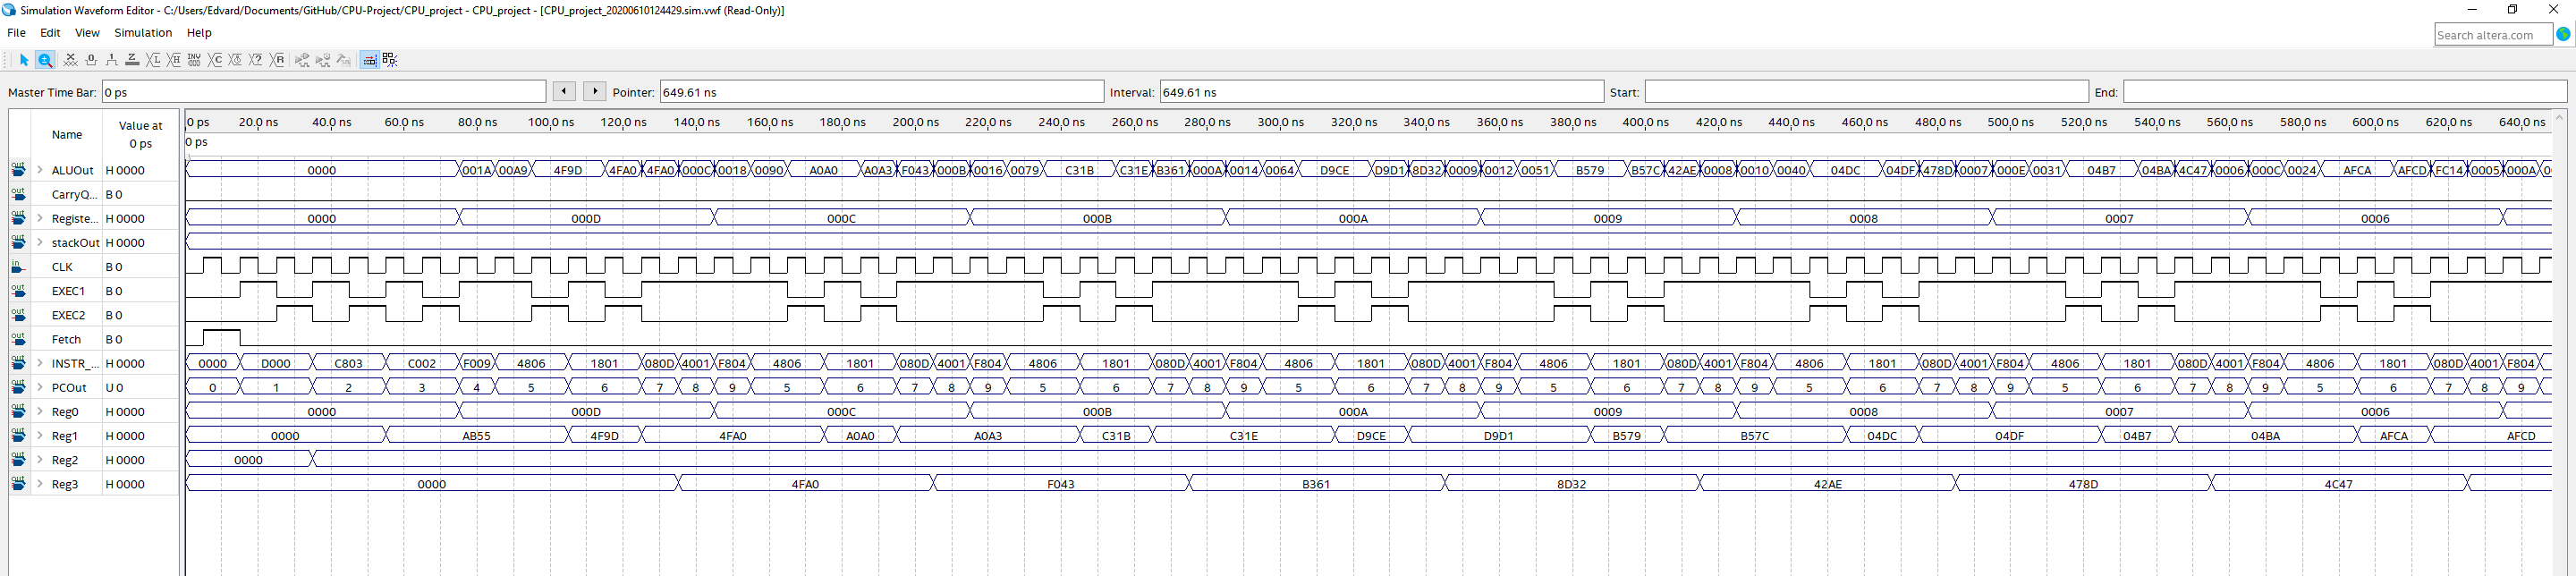 Simulation Waveform Editor - C:/Users/Edvard/Documents/GitHub/CPU-Project/CPU_project - CPU_project - [CPU_project_20200610124429.sim.vwf (Read-Only)]
File Edit View Simulation Help
Search altera.com
Master Time Bar: 0 ps Pointer: 649.61 ns Interval: 649.61 ns Start: End:
Name Value at 0 ps
0 ps 20.0 ns 40.0 ns 60.0 ns 80.0 ns 100.0 ns 120.0 ns 140.0 ns 160.0 ns 180.0 ns 200.0 ns 220.0 ns 240.0 ns 260.0 ns 280.0 ns 300.0 ns 320.0 ns 340.0 ns 360.0 ns 380.0 ns 400.0 ns 420.0 ns 440.0 ns 460.0 ns 480.0 ns 500.0 ns 520.0 ns 540.0 ns 560.0 ns 580.0 ns 600.0 ns 620.0 ns 640.0 ns
0 ps
ALUOut H 0000 0000 001A 00A9 4F9D 4FA0 4FA0 000C 0018 0090 A0A0 A0A3 F043 000B 0016 0079 C31B C31E B361 000A 0014 0064 D9CE D9D1 8D32 0009 0012 0051 B579 B57C 42AE 0008 0010 0040 04DC 04DF 478D 0007 000E 0031 04B7 04BA 4C47 0006 000C 0024 AFCA AFCD FC14 0005 000A
CarryQ... B 0
Registe... H 0000 0000 000D 000C 000B 000A 0009 0008 0007 0006
stackOut H 0000
CLK B 0
EXEC1 B 0
EXEC2 B 0
Fetch B 0
INSTR_... H 0000 0000 D000 C803 C002 F009 4806 1801 080D 4001 F804 4806 1801 080D 4001 F804 4806 1801 080D 4001 F804 4806 1801 080D 4001 F804 4806 1801 080D 4001 F804 4806 1801 080D 4001 F804 4806 1801 080D 4001 F804 4806 1801 080D 4001 F804
PCOut U 0 0 1 2 3 4 5 6 7 8 9 5 6 7 8 9 5 6 7 8 9 5 6 7 8 9 5 6 7 8 9 5 6 7 8 9 5 6 7 8 9 5 6 7 8 9
Reg0 H 0000 0000 000D 000C 000B 000A 0009 0008 0007 0006
Reg1 H 0000 0000 AB55 4F9D 4FA0 A0A0 A0A3 C31B C31E D9CE D9D1 B579 B57C 04DC 04DF 04B7 04BA AFCA AFCD
Reg2 H 0000 0000
Reg3 H 0000 0000 4FA0 F043 B361 8D32 42AE 478D 4C47